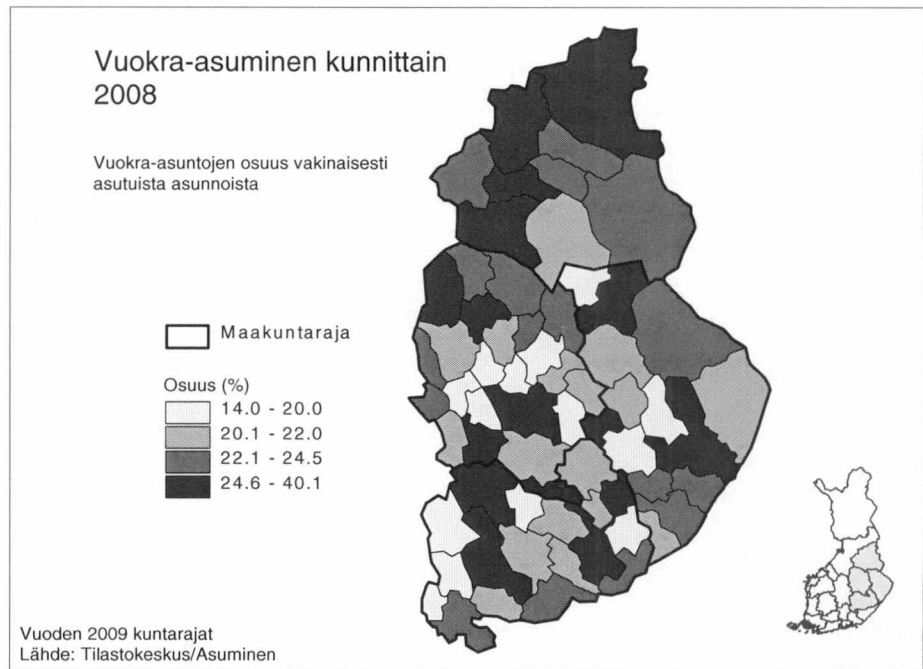 Vuokra-asuminen kunnittain
2008
Vuokra-asuntojen osuus vakinaisesti
asutuista asunnoista
Maakuntaraja
Osuus (%)
14.0 - 20.0
20.1 - 22.0
22.1 - 24.5
24.6 - 40.1
Vuoden 2009 kuntarajat
Lähde: Tilastokeskus/Asuminen